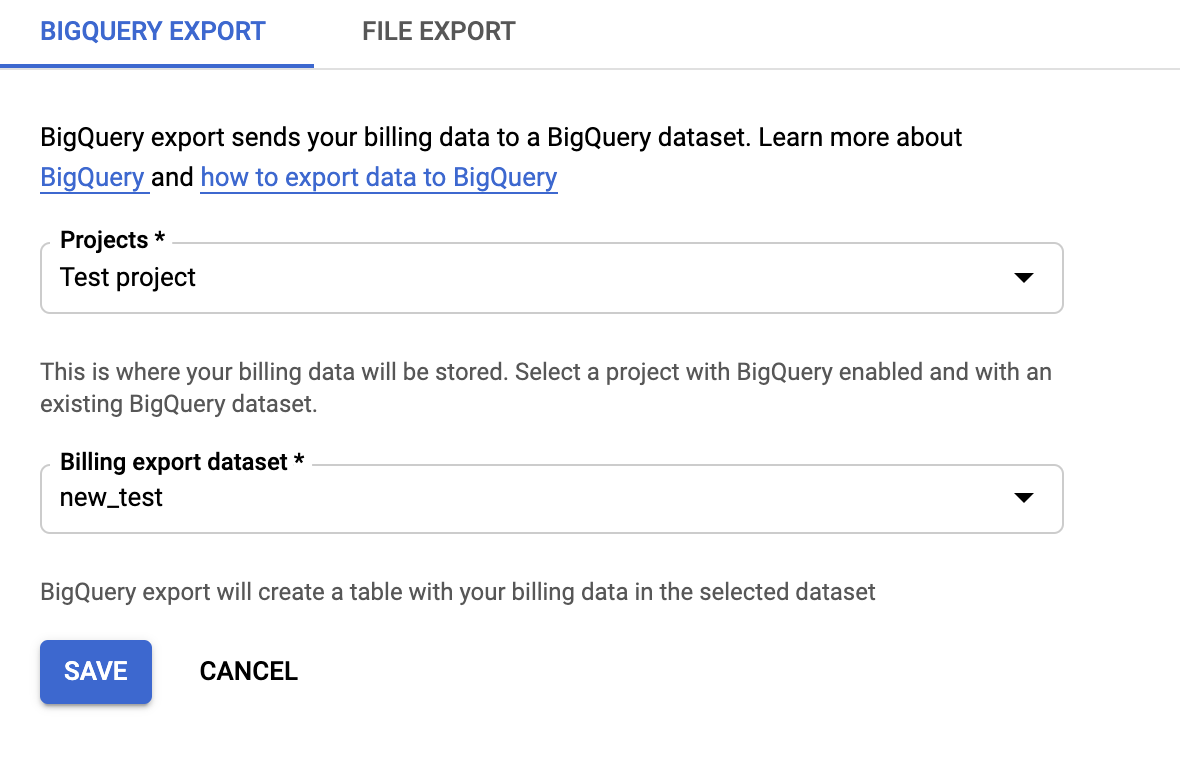 BIGQUERY EXPORT FILE EXPORT
BigQuery export sends your billing data to a BigQuery dataset. Learn more about
BigQuery and how to export data to BigQuery
Projects *
Test project
This is where your billing data will be stored. Select a project with BigQuery enabled and with an
existing BigQuery dataset.
Billing export dataset *
new_test
BigQuery export will create a table with your billing data in the selected dataset
SAVE CANCEL